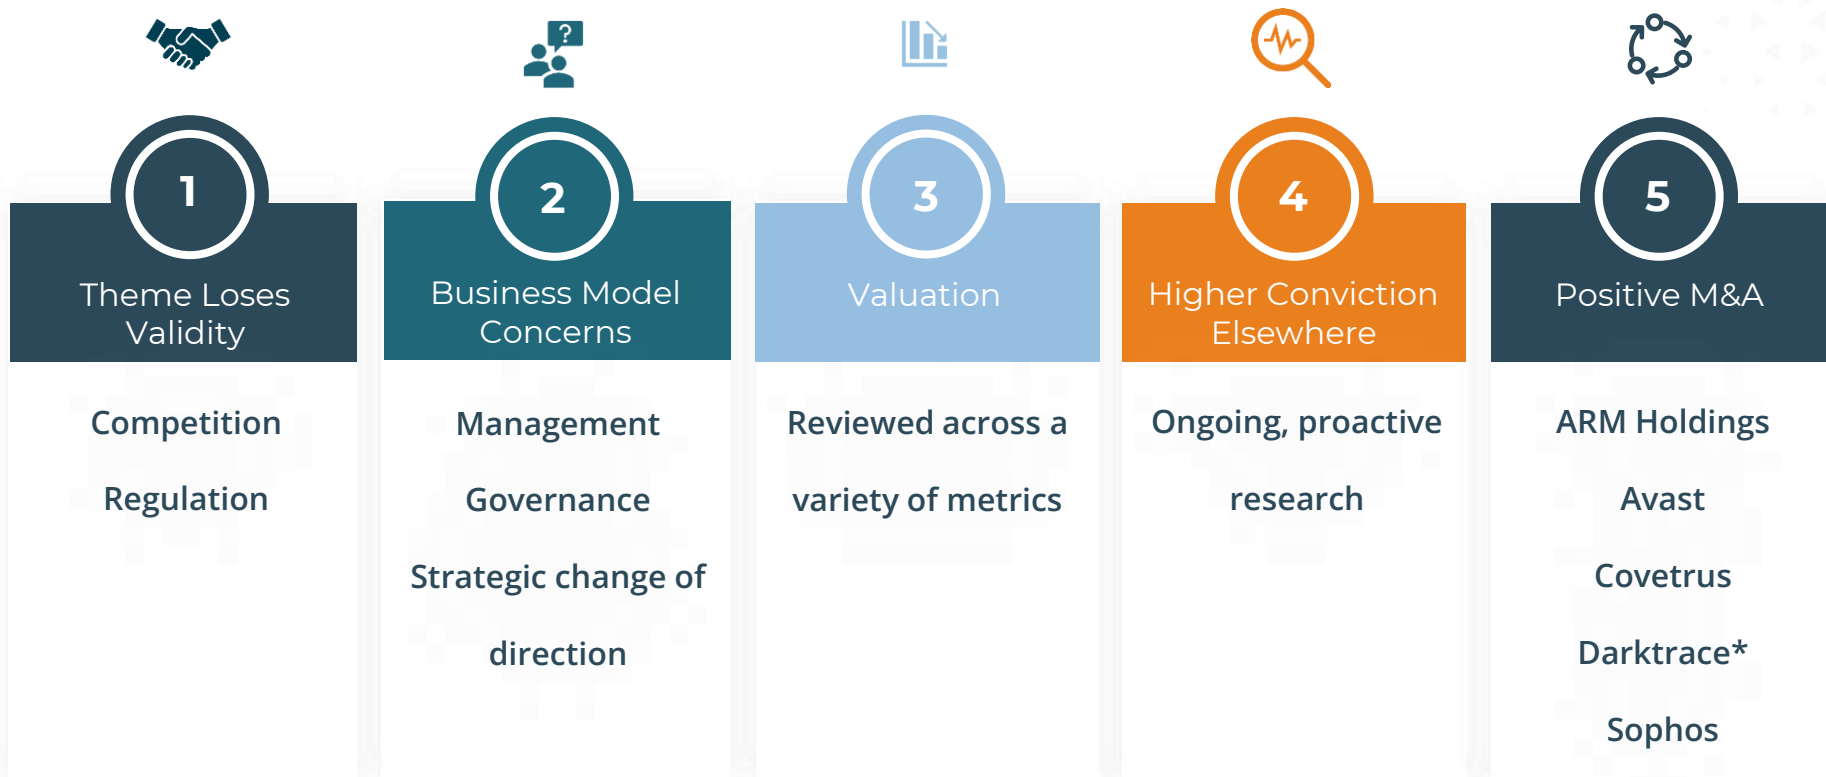 ?
1
Theme Loses
Validity
Competition
Regulation
2
Business Model
Concerns
Management
Governance
Strategic change of
direction
3
Valuation
Reviewed across a
variety of metrics
4
Higher Conviction
Elsewhere
Ongoing, proactive
research
5
Positive M&A
ARM Holdings
Avast
Covetrus
Darktrace*
Sophos